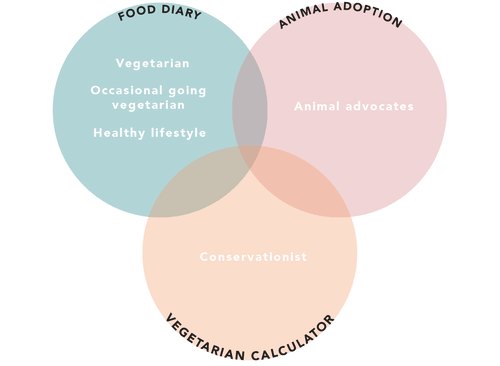 FOOD DIARY
ANIMAL ADOPTION
Vegetarian
Occasional going
vegetarian
Healthy lifestyle
Animal advocates
Conservationist
VEGETARIAN CALCULATOR